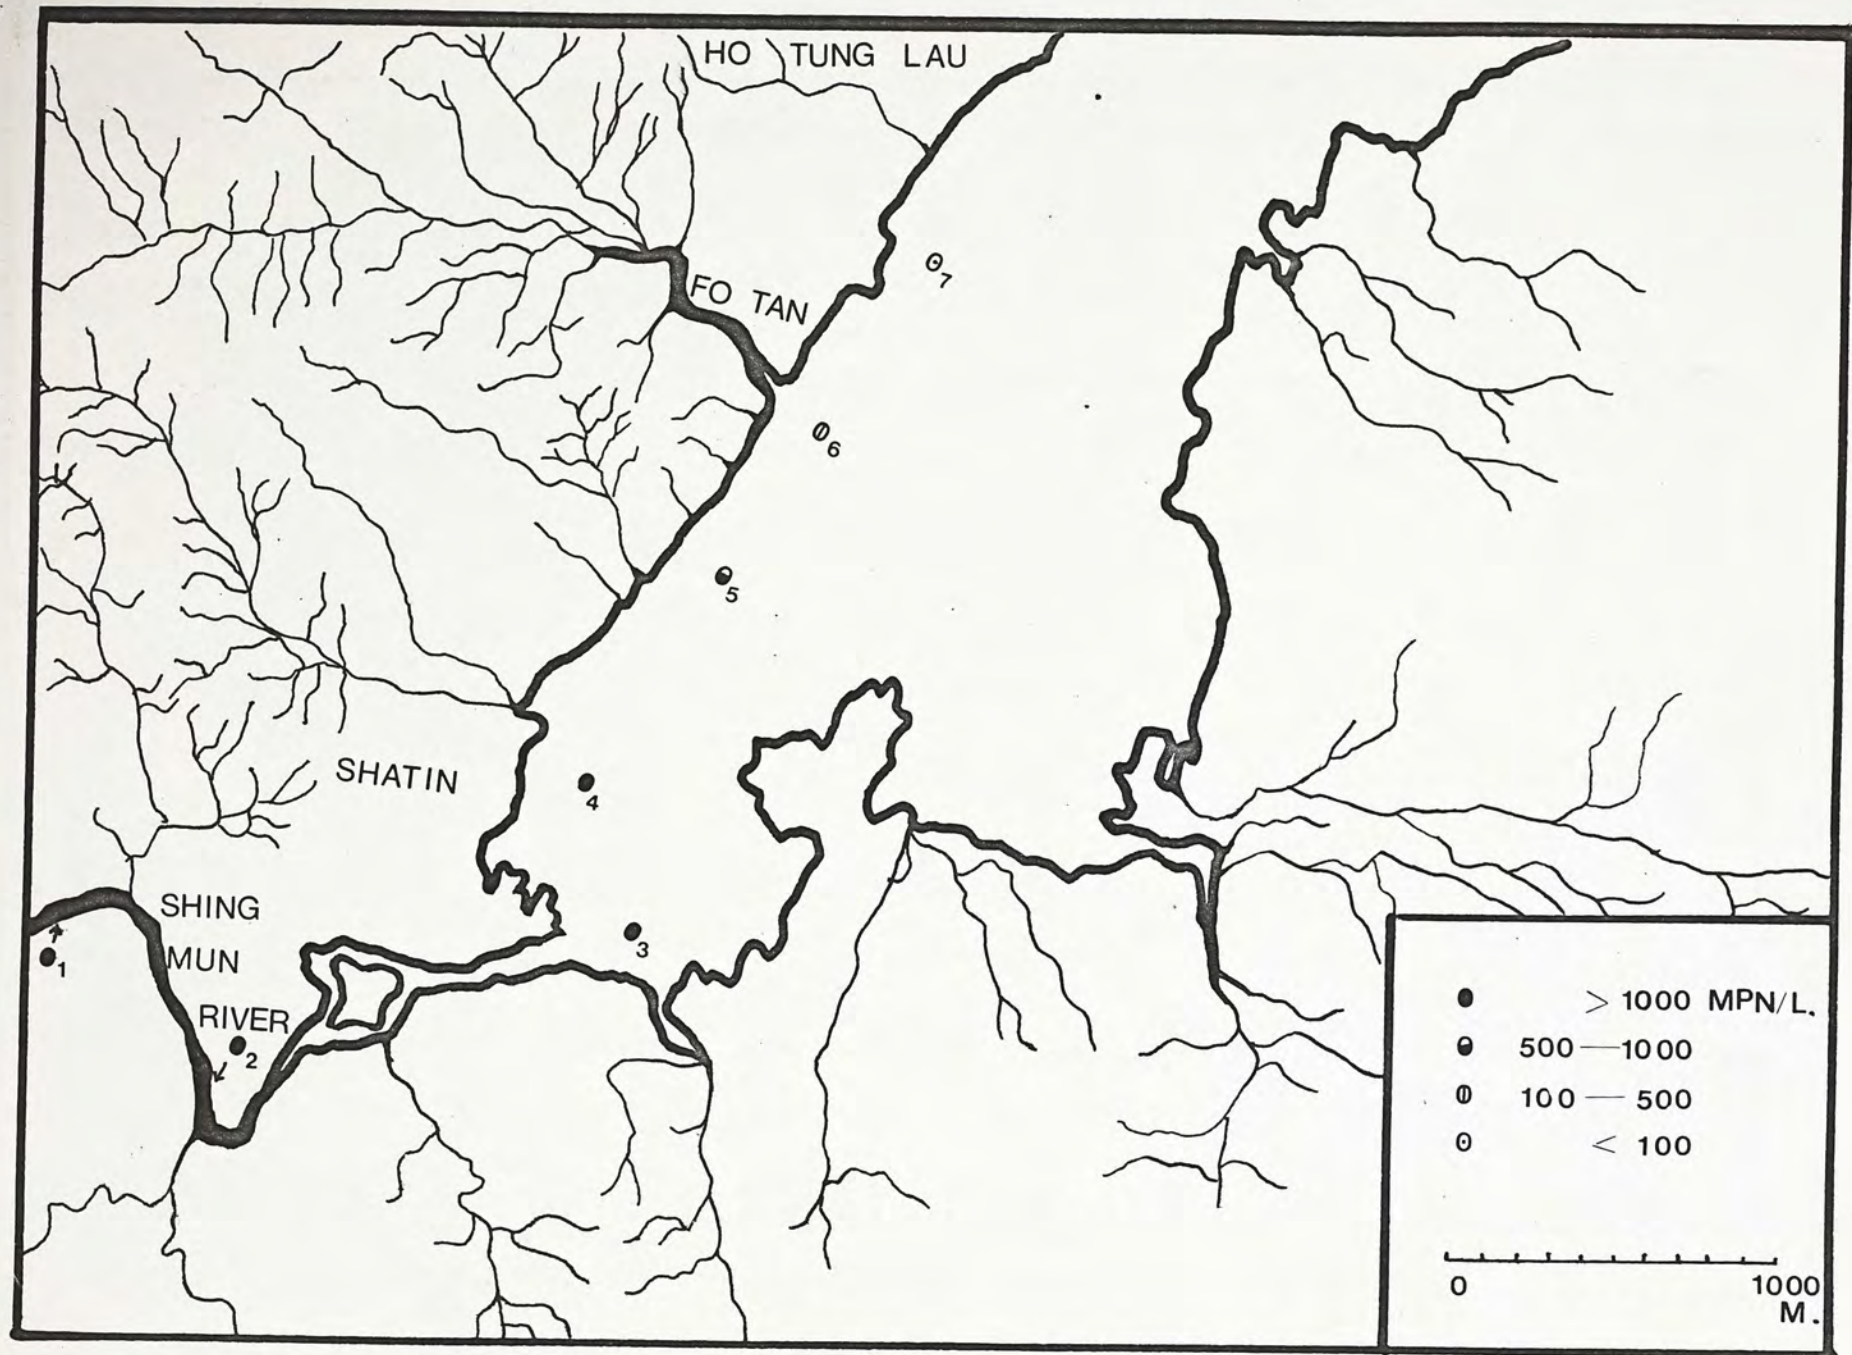 HO TUNG LAU
FO TAN
7
6
5
SHATIN
4
3
SHING
MUN
RIVER
1
2
> 1000 MPN/L.
500 — 1000
100 — 500
< 100
0 1000
M.